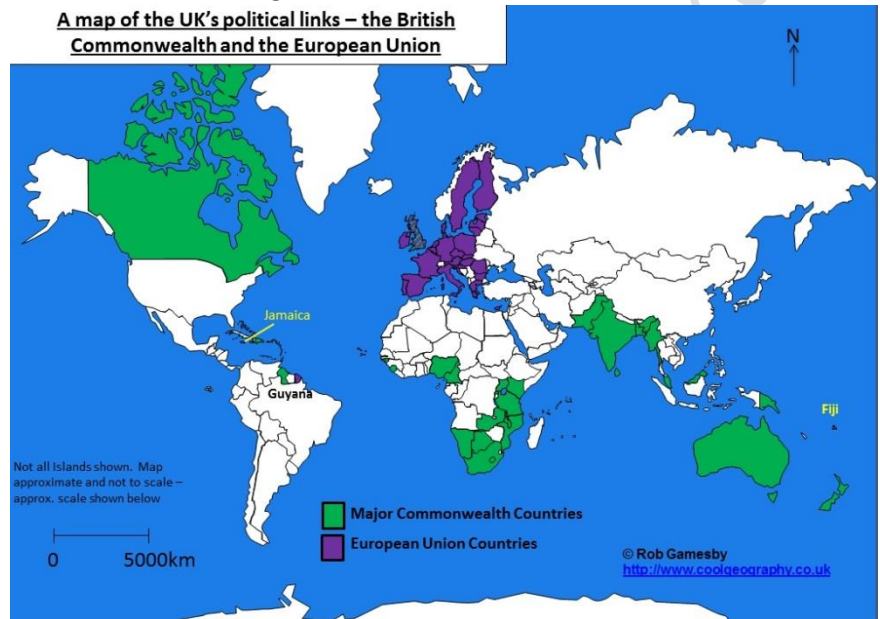 A map of the UK's political links – the British
Commonwealth and the European Union
N
Jamaica
Guyana
Fiji
Not all Islands shown. Map
approximate and not to scale –
approx. scale shown below
0 5000km
Major Commonwealth Countries
European Union Countries
© Rob Gamesby
http://www.coolgeography.co.uk